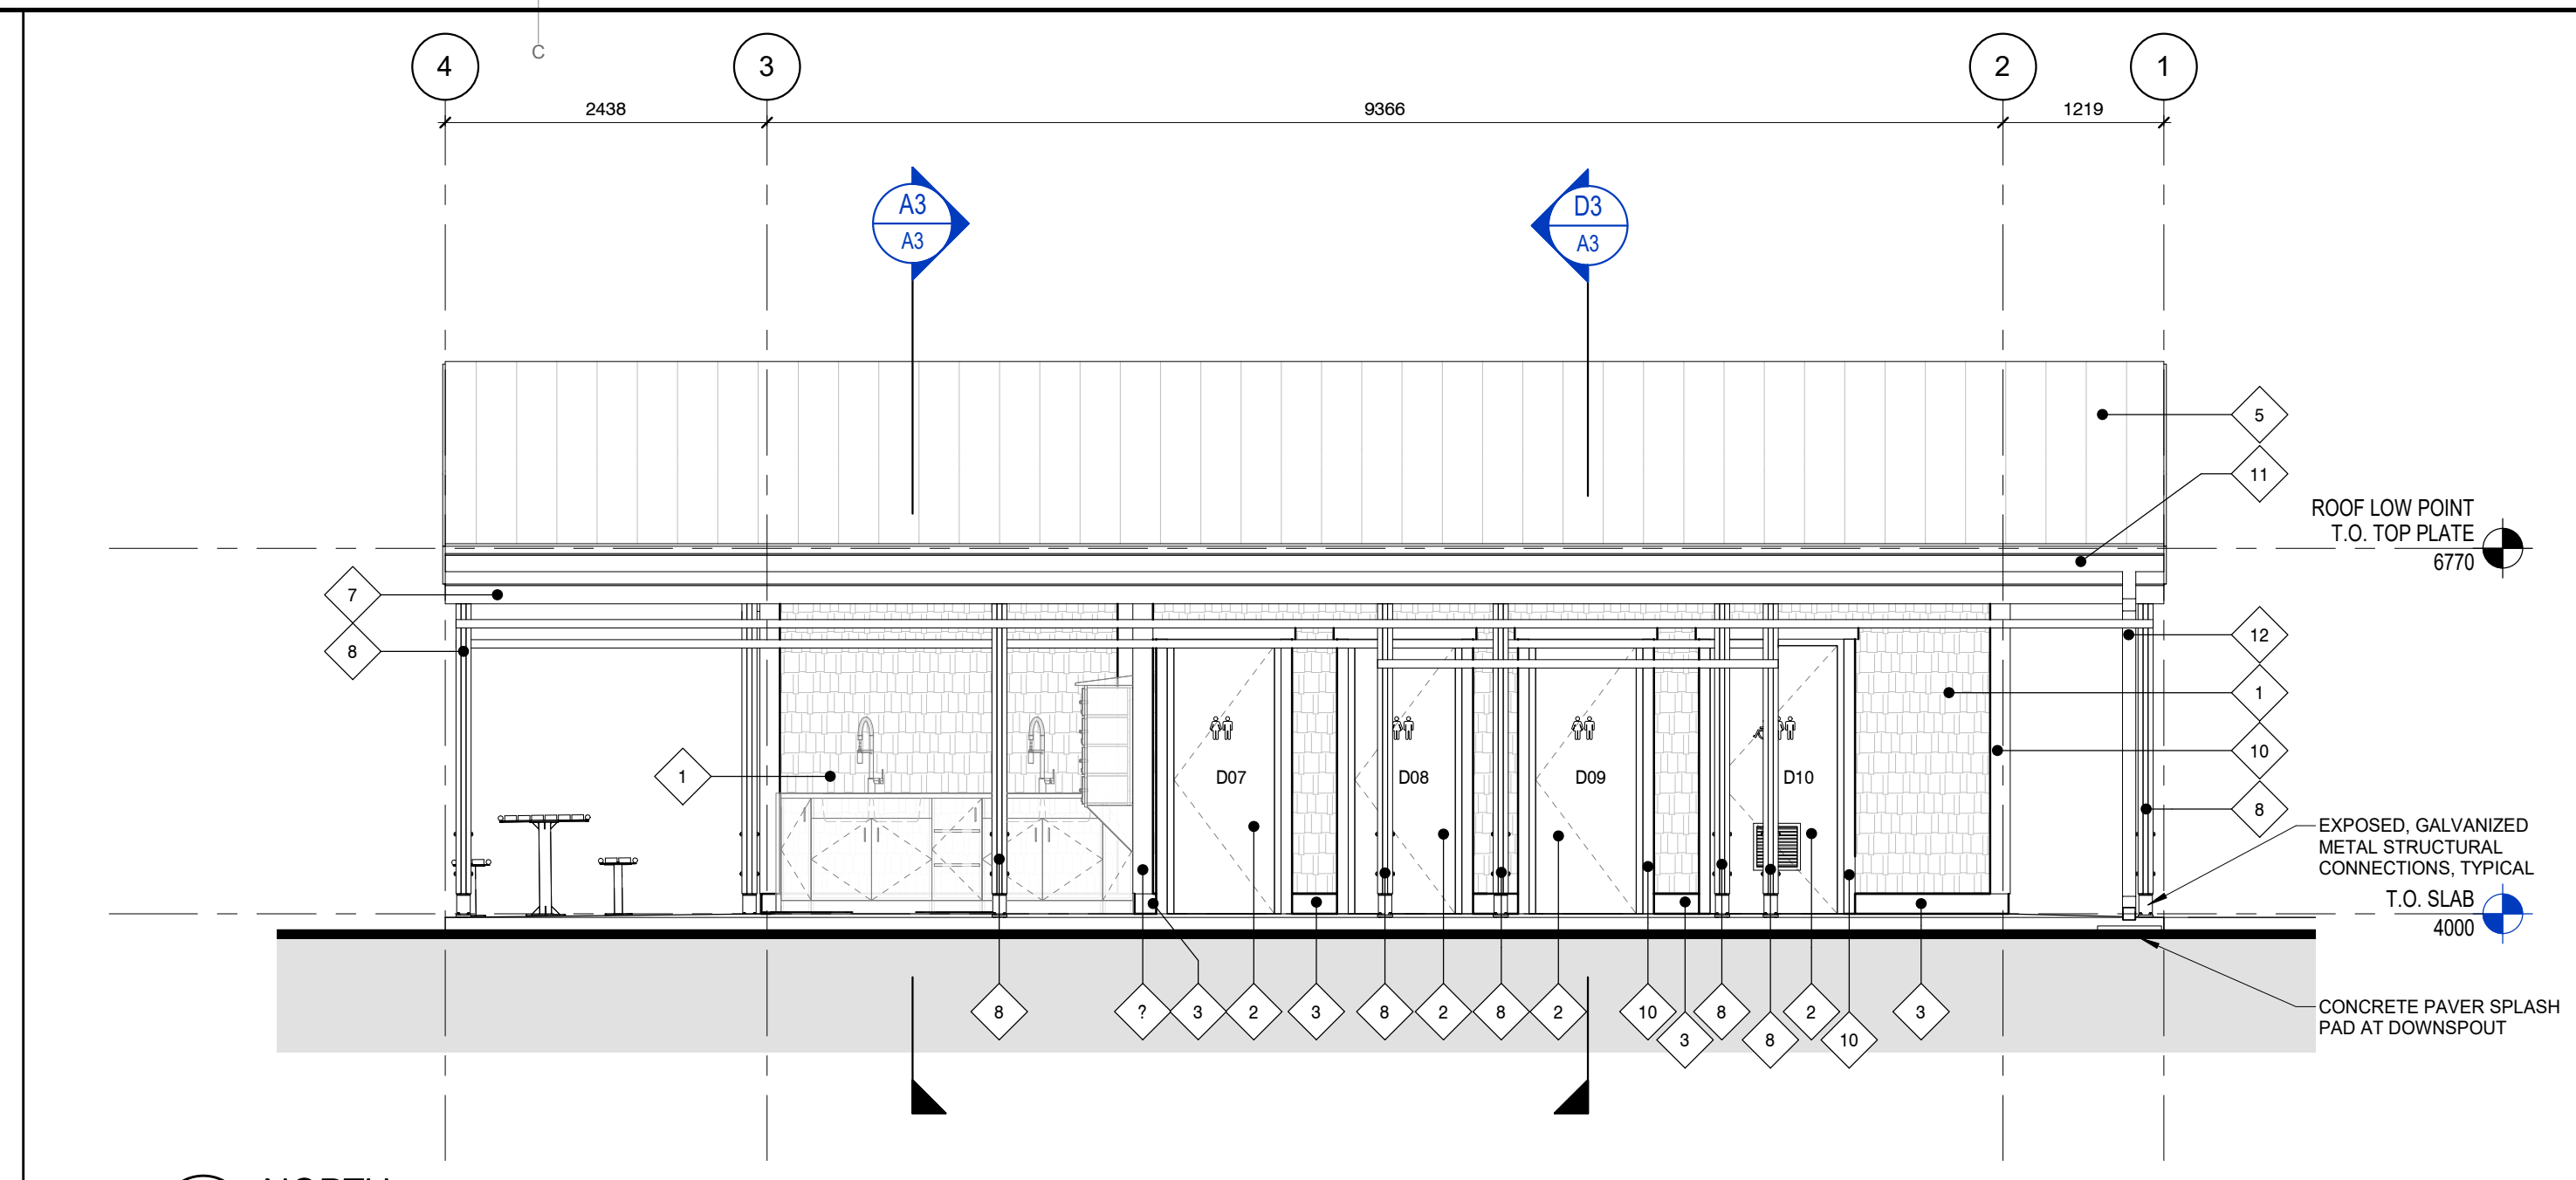 C
4
3
2
1
2438
9366
1219
A3
A3
D3
A3
5
11
ROOF LOW POINT
T.O. TOP PLATE
6770
7
8
12
1
10
8
1
D07
D08
D09
D10
EXPOSED, GALVANIZED
METAL STRUCTURAL
CONNECTIONS, TYPICAL
T.O. SLAB
4000
8
?
3
2
3
8
2
8
2
10
3
8
8
2
10
3
CONCRETE PAVER SPLASH
PAD AT DOWNSPOUT
NORTH